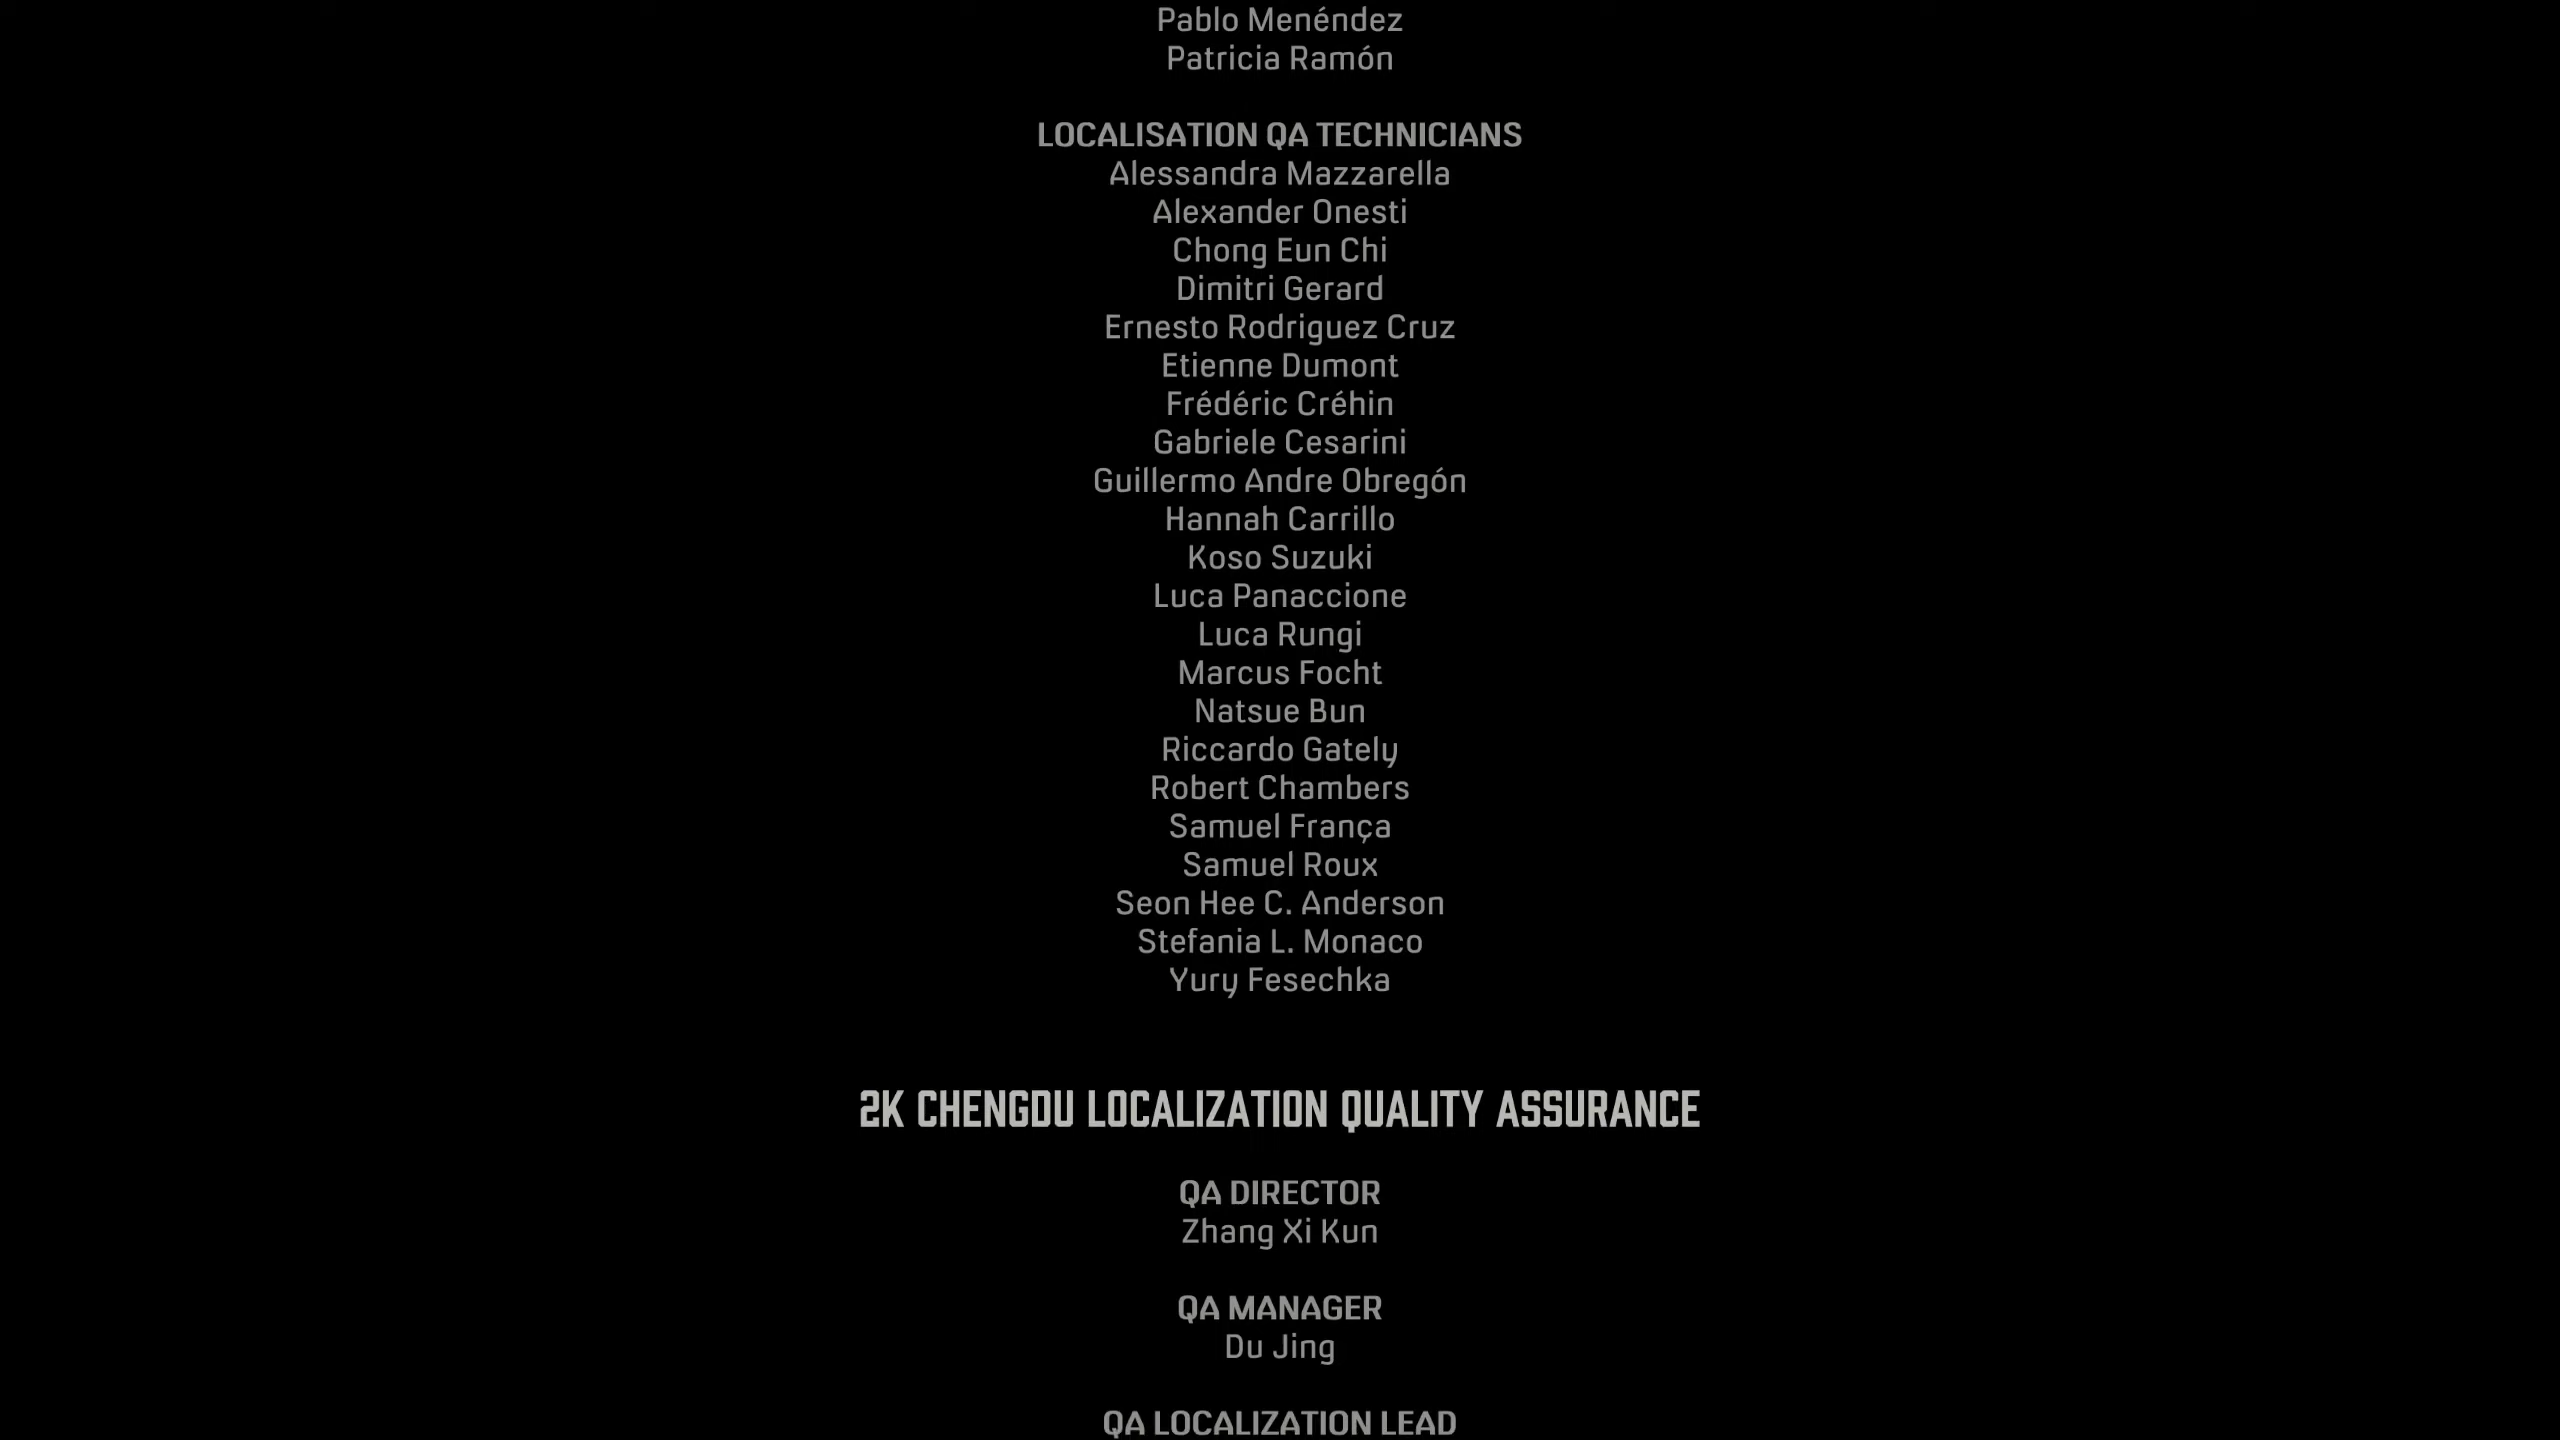 Pablo Menéndez
Patricia Ramón
LOCALISATION QA TECHNICIANS
Alessandra Mazzarella
Alexander Onesti
Chong Eun Chi
Dimitri Gerard
Ernesto Rodriguez Cruz
Etienne Dumont
Frédéric Créhin
Gabriele Cesarini
Guillermo Andre Obregón
Hannah Carrillo
Koso Suzuki
Luca Panaccione
Luca Rungi
Marcus Focht
Natsue Bun
Riccardo Gately
Robert Chambers
Samuel França
Samuel Roux
Seon Hee C. Anderson
Stefania L. Monaco
Yury Fesechka
2K CHENGDU LOCALIZATION QUALITY ASSURANCE
QA DIRECTOR
Zhang Xi Kun
QA MANAGER
Du Jing
QA LOCALIZATION LEAD